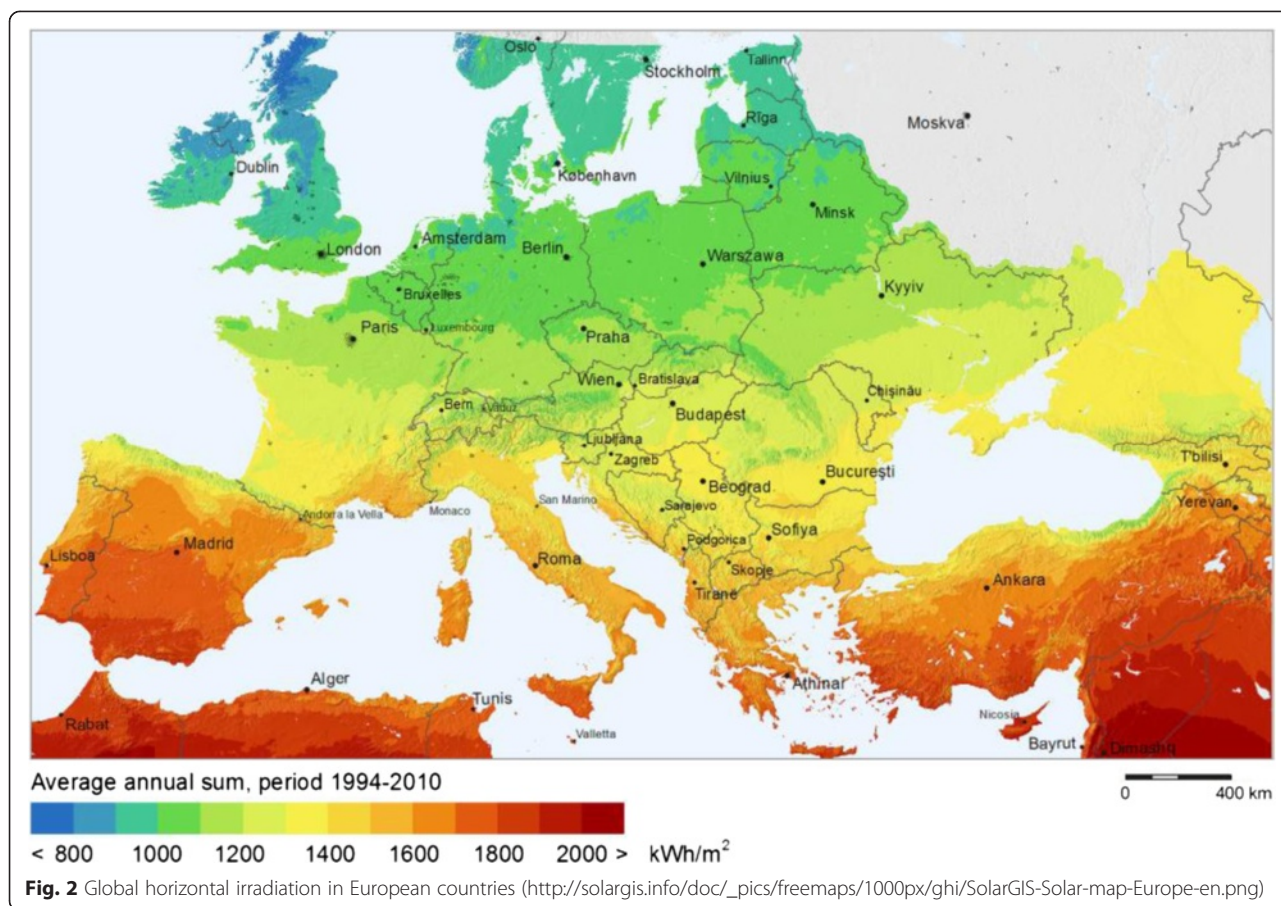 Oslo
Stockholm
Tallinn
Rīga
Moskva
Dublin
København
Vilnius
Minsk
London
Amsterdam
Berlin
Warszawa
Bruxelles
Kyyiv
Paris
Luxembourg
Praha
Wien
Bratislava
Bern
Vaduz
Budapest
Chişinău
Ljubljana
Zagreb
T'bilisi
Beograd
Bucureşti
San Marino
Sarajevo
Monaco
Andorra la Vella
Yerevan
Podgorica
Sofiya
Lisboa
Madrid
Roma
Skopje
Tiranë
Ankara
Alger
Athínai
Tunis
Rabat
Nicosia
Valletta
Bayrut
Dimashq
Average annual sum, period 1994-2010
0 400 km
< 800 1000 1200 1400 1600 1800 2000 > kWh/m²
Fig. 2 Global horizontal irradiation in European countries (http://solargis.info/doc/_pics/freemaps/1000px/ghi/SolarGIS-Solar-map-Europe-en.png)